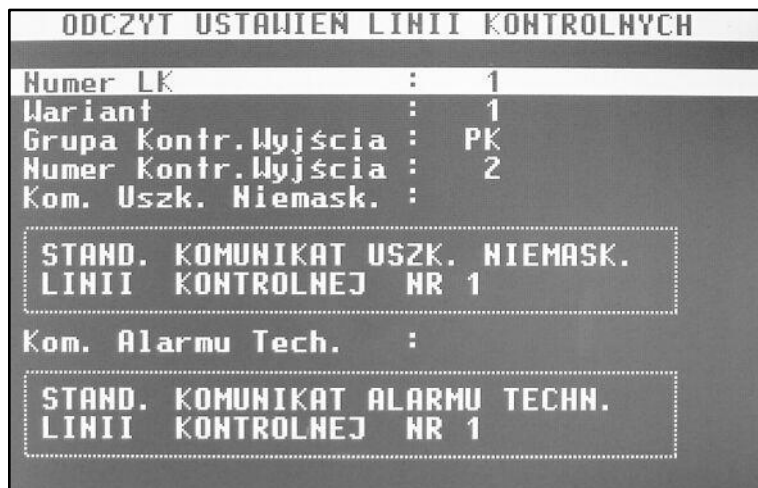 ODCZYT USTAWIEŃ LINII KONTROLNYCH
Numer LK : 1
Wariant : 1
Grupa Kontr.Wyjścia : PK
Numer Kontr.Wyjścia : 2
Kom. Uszk. Niemask. :
STAND. KOMUNIKAT USZK. NIEMASK.
LINII KONTROLNEJ NR 1
Kom. Alarmu Tech. :
STAND. KOMUNIKAT ALARMU TECHN.
LINII KONTROLNEJ NR 1